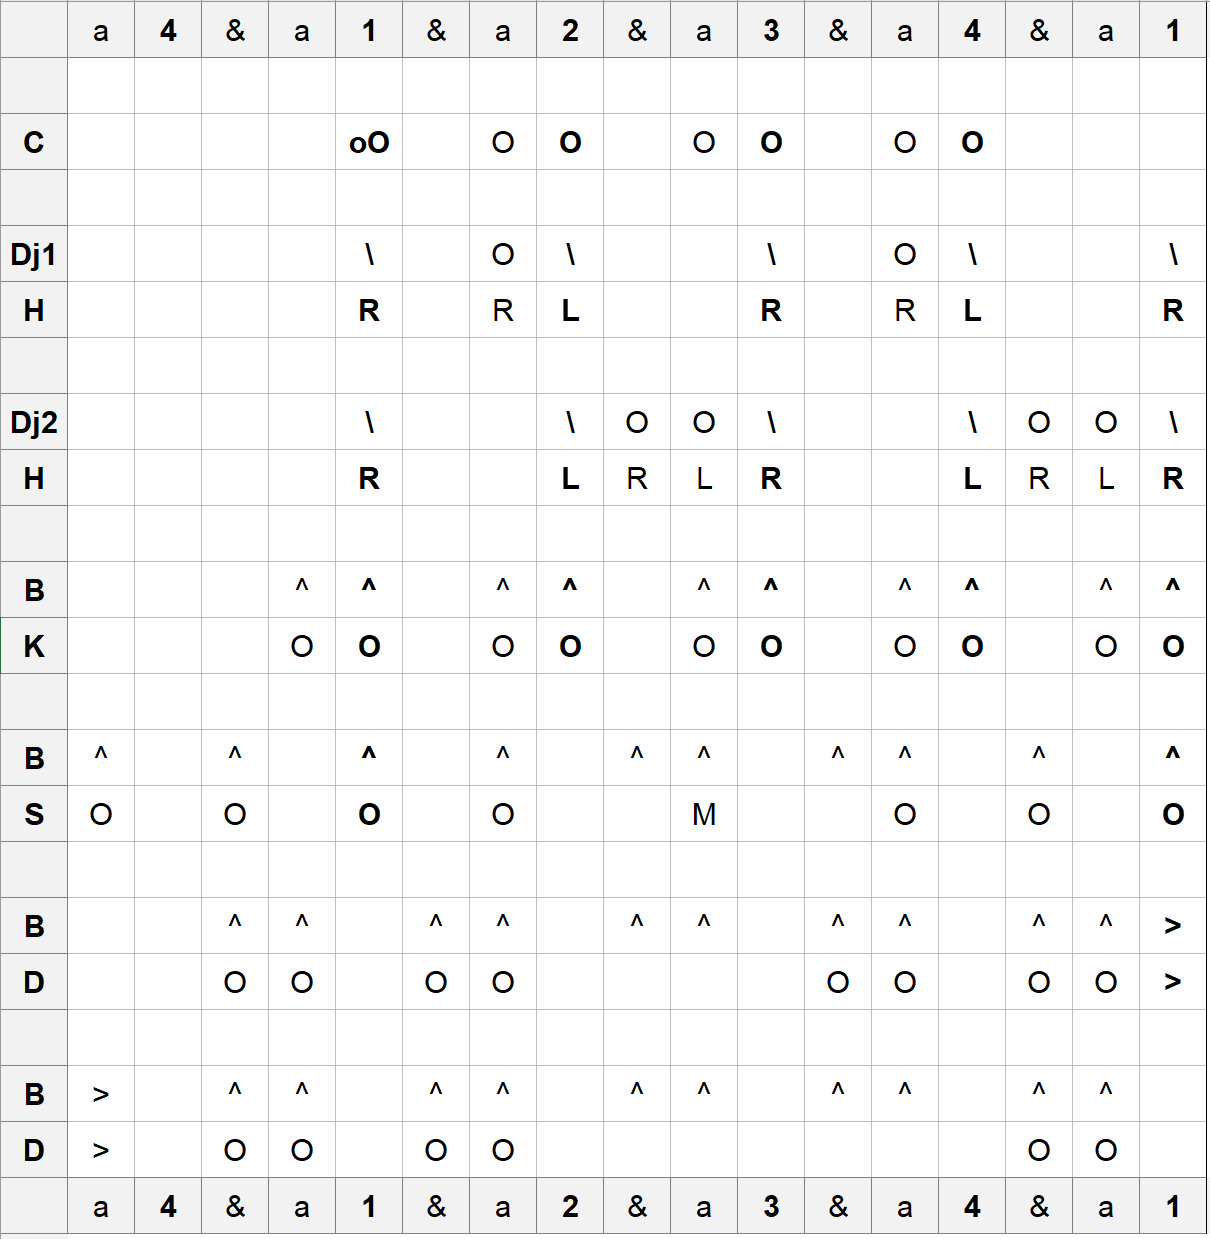 a 4 & a 1 & a 2 & a 3 & a 4 & a 1
C oO O O O O O O
Dj1 \ O \ \ O \ \
H R R L R R L R
Dj2 \ \ O O \ \ O O \
H R L R L R L R L R
B ^ ^ ^ ^ ^ ^ ^ ^ ^ ^
K O O O O O O O O O O
B ^ ^ ^ ^ ^ ^ ^ ^ ^ ^
S O O O O M O O O
B ^ ^ ^ ^ ^ ^ ^ ^ ^ ^ >
D O O O O O O O O >
B > ^ ^ ^ ^ ^ ^ ^ ^ ^ ^
D > O O O O O O
a 4 & a 1 & a 2 & a 3 & a 4 & a 1